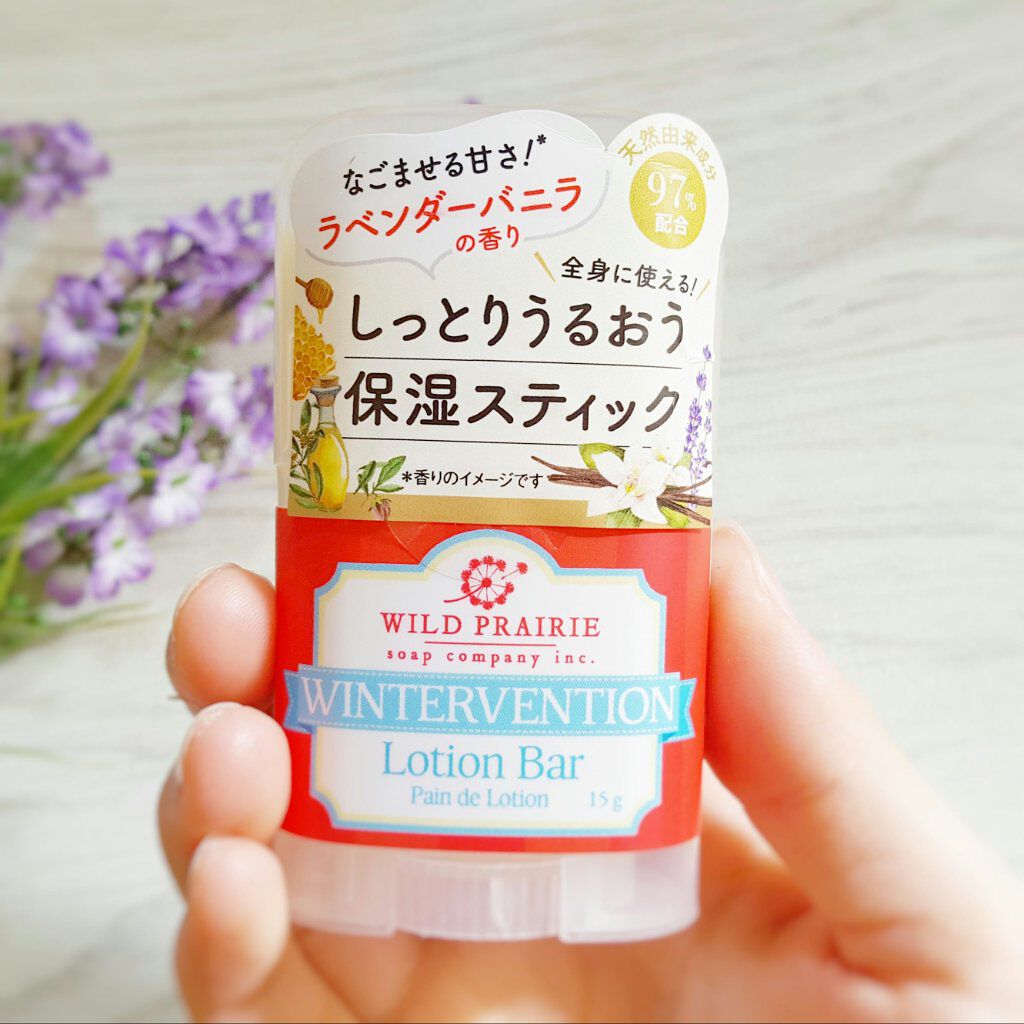 なごませる甘さ!*
ラベンダーバニラ
の香り
天然由来成分
97%
配合
全身に使える!
しっとりうるおう
保湿スティック
*香りのイメージです
WILD PRAIRIE
soap company inc.
WINTERVENTION
Lotion Bar
Pain de Lotion 15 g